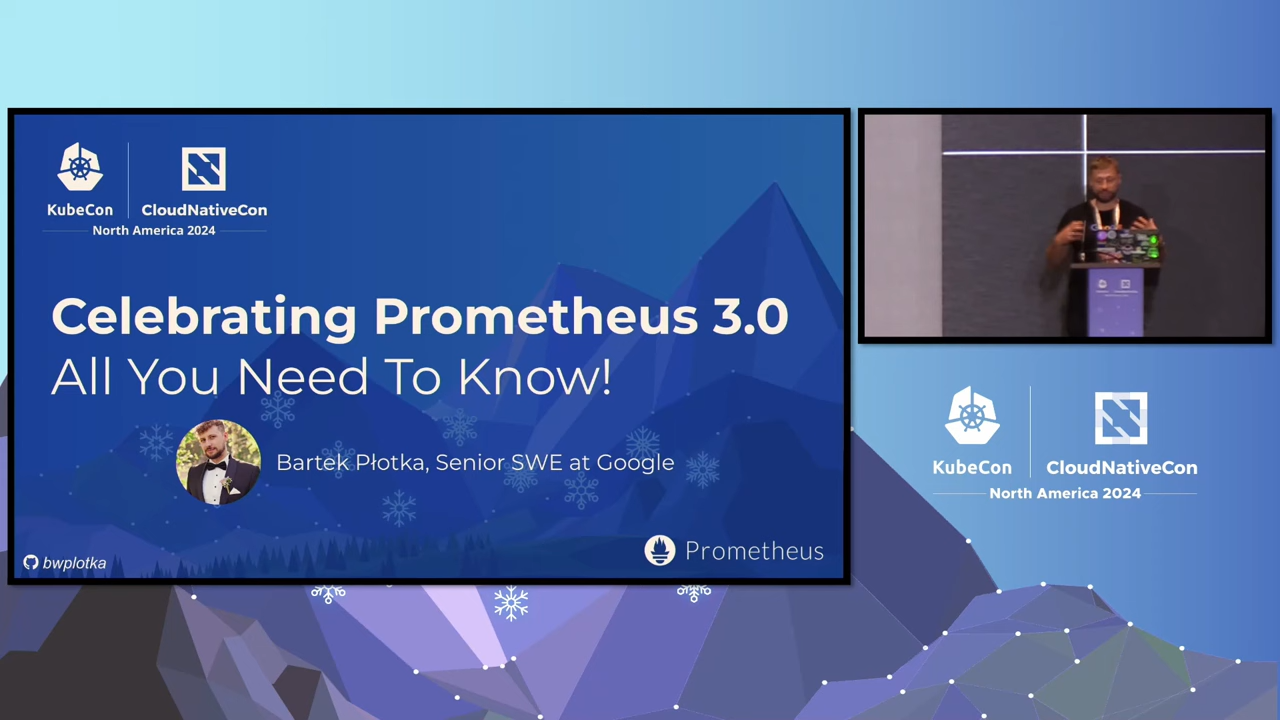 KubeCon
CloudNativeCon
North America 2024
Celebrating Prometheus 3.0
All You Need To Know!
Bartek Płotka, Senior SWE at Google
bwplotka
Prometheus
KubeCon
CloudNativeCon
North America 2024